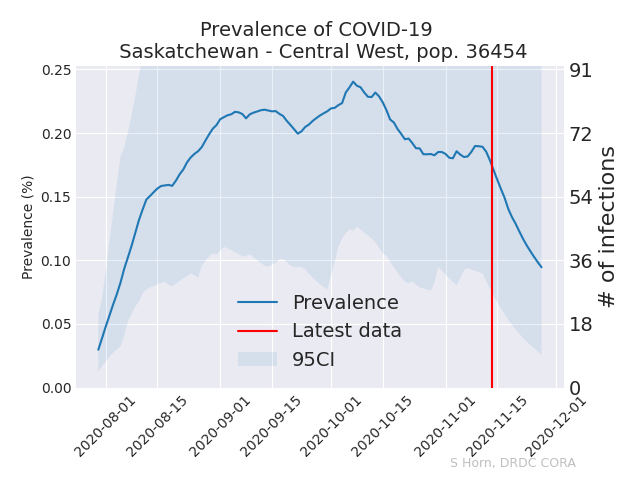 Prevalence of COVID-19
Saskatchewan - Central West, pop. 36454
0.25
0.20
0.15
0.10
0.05
0.00
Prevalence (%)
91
72
54
36
18
0
# of infections
Prevalence
Latest data
95CI
2020-08-01
2020-08-15
2020-09-01
2020-09-15
2020-10-01
2020-10-15
2020-11-01
2020-11-15
2020-12-01
S Horn, DRDC CORA